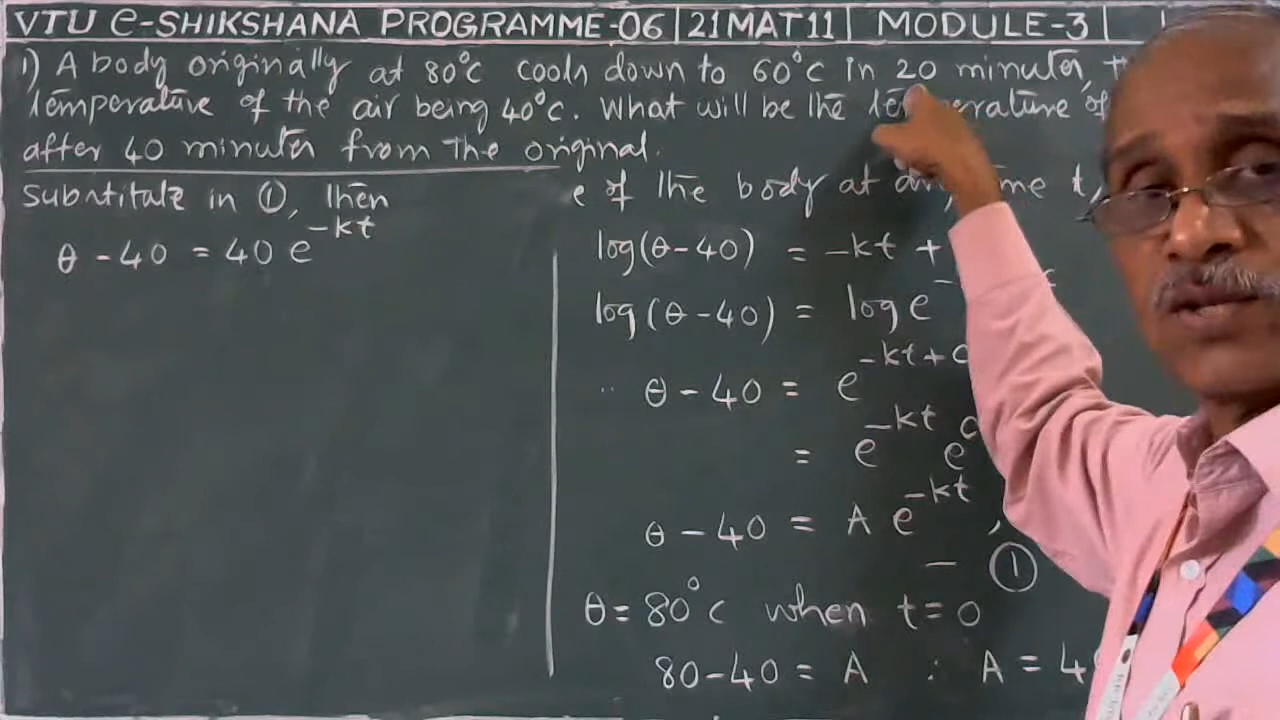 VTU e-SHIKSHANA PROGRAMME-06 | 21MAT11 | MODULE-3 |
1) A body originally at 80°C cools down to 60°C in 20 minutes,
temperature of the air being 40°C. What will be the temperature of
after 40 minutes from the original.
Substitute in ①, then
θ - 40 = 40 e^{-kt}
e of the body at any time t,
log(θ-40) = -kt +
log(θ-40) = log e
θ - 40 = e^{-kt+c}
= e^{-kt} e^{c}
θ - 40 = A e^{-kt},
- ①
θ = 80°C when t = 0
80-40 = A ∴ A = 40